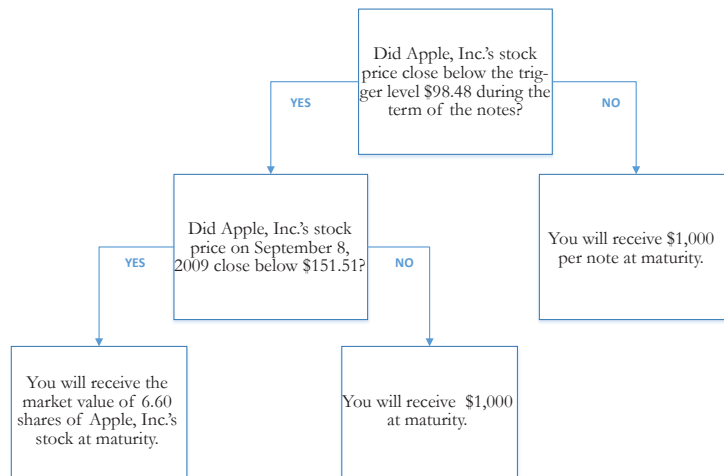 Did Apple, Inc.'s stock
price close below the trig-
ger level $98.48 during the
term of the notes?
YES
NO
Did Apple, Inc.'s stock
price on September 8,
2009 close below $151.51?
You will receive $1,000
per note at maturity.
YES
NO
You will receive the
market value of 6.60
shares of Apple, Inc.'s
stock at maturity.
You will receive $1,000
at maturity.